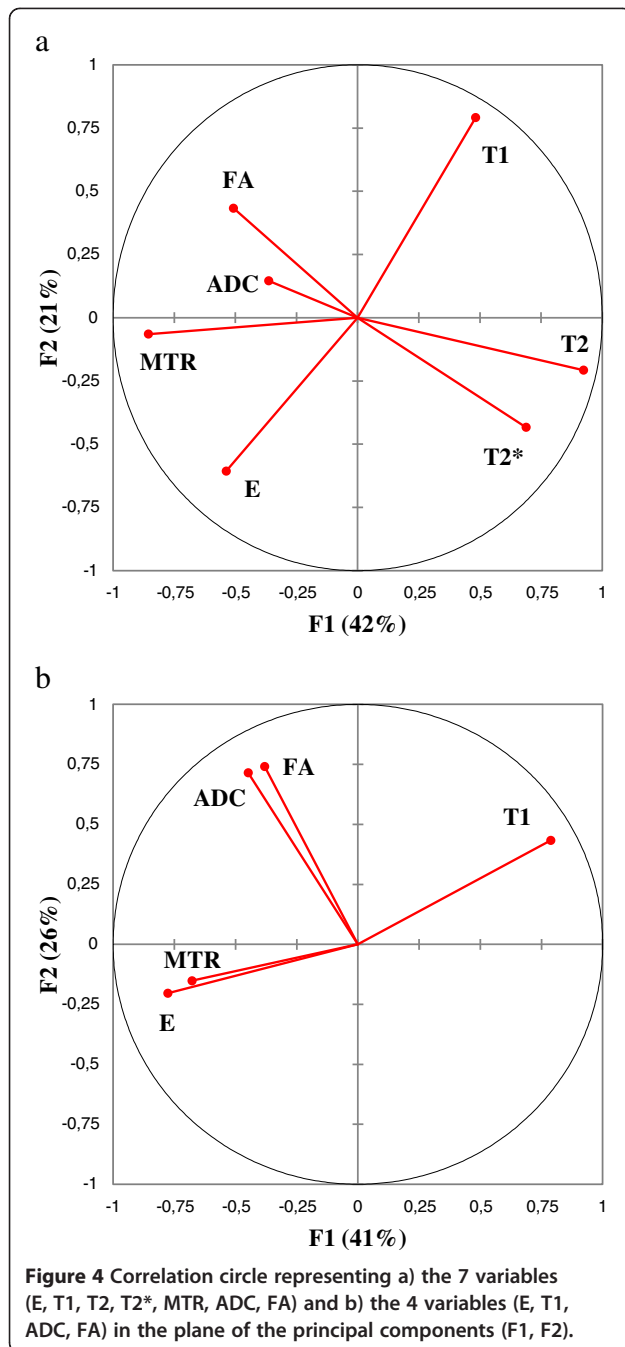 a
1
0,75
T1
0,5
FA
0,25
ADC
F2 (21%)
0
MTR
T2
-0,25
T2*
-0,5
E
-0,75
-1
-1 -0,75 -0,5 -0,25 0 0,25 0,5 0,75 1
F1 (42%)
b
1
0,75
FA
ADC
T1
0,5
0,25
F2 (26%)
0
MTR
-0,25
E
-0,5
-0,75
-1
-1 -0,75 -0,5 -0,25 0 0,25 0,5 0,75 1
F1 (41%)
Figure 4 Correlation circle representing a) the 7 variables
(E, T1, T2, T2*, MTR, ADC, FA) and b) the 4 variables (E, T1,
ADC, FA) in the plane of the principal components (F1, F2).